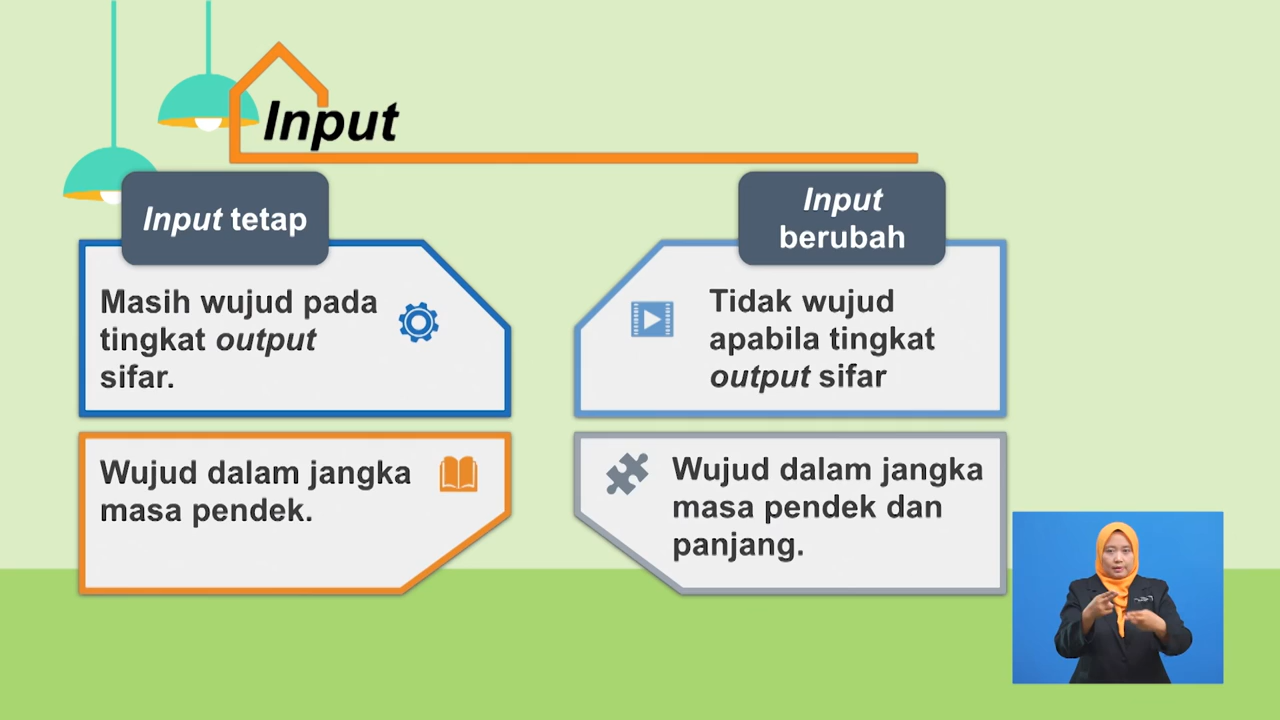 Input
Input tetap
Masih wujud pada
tingkat output
sifar.
Wujud dalam jangka
masa pendek.
Input
berubah
Tidak wujud
apabila tingkat
output sifar
Wujud dalam jangka
masa pendek dan
panjang.